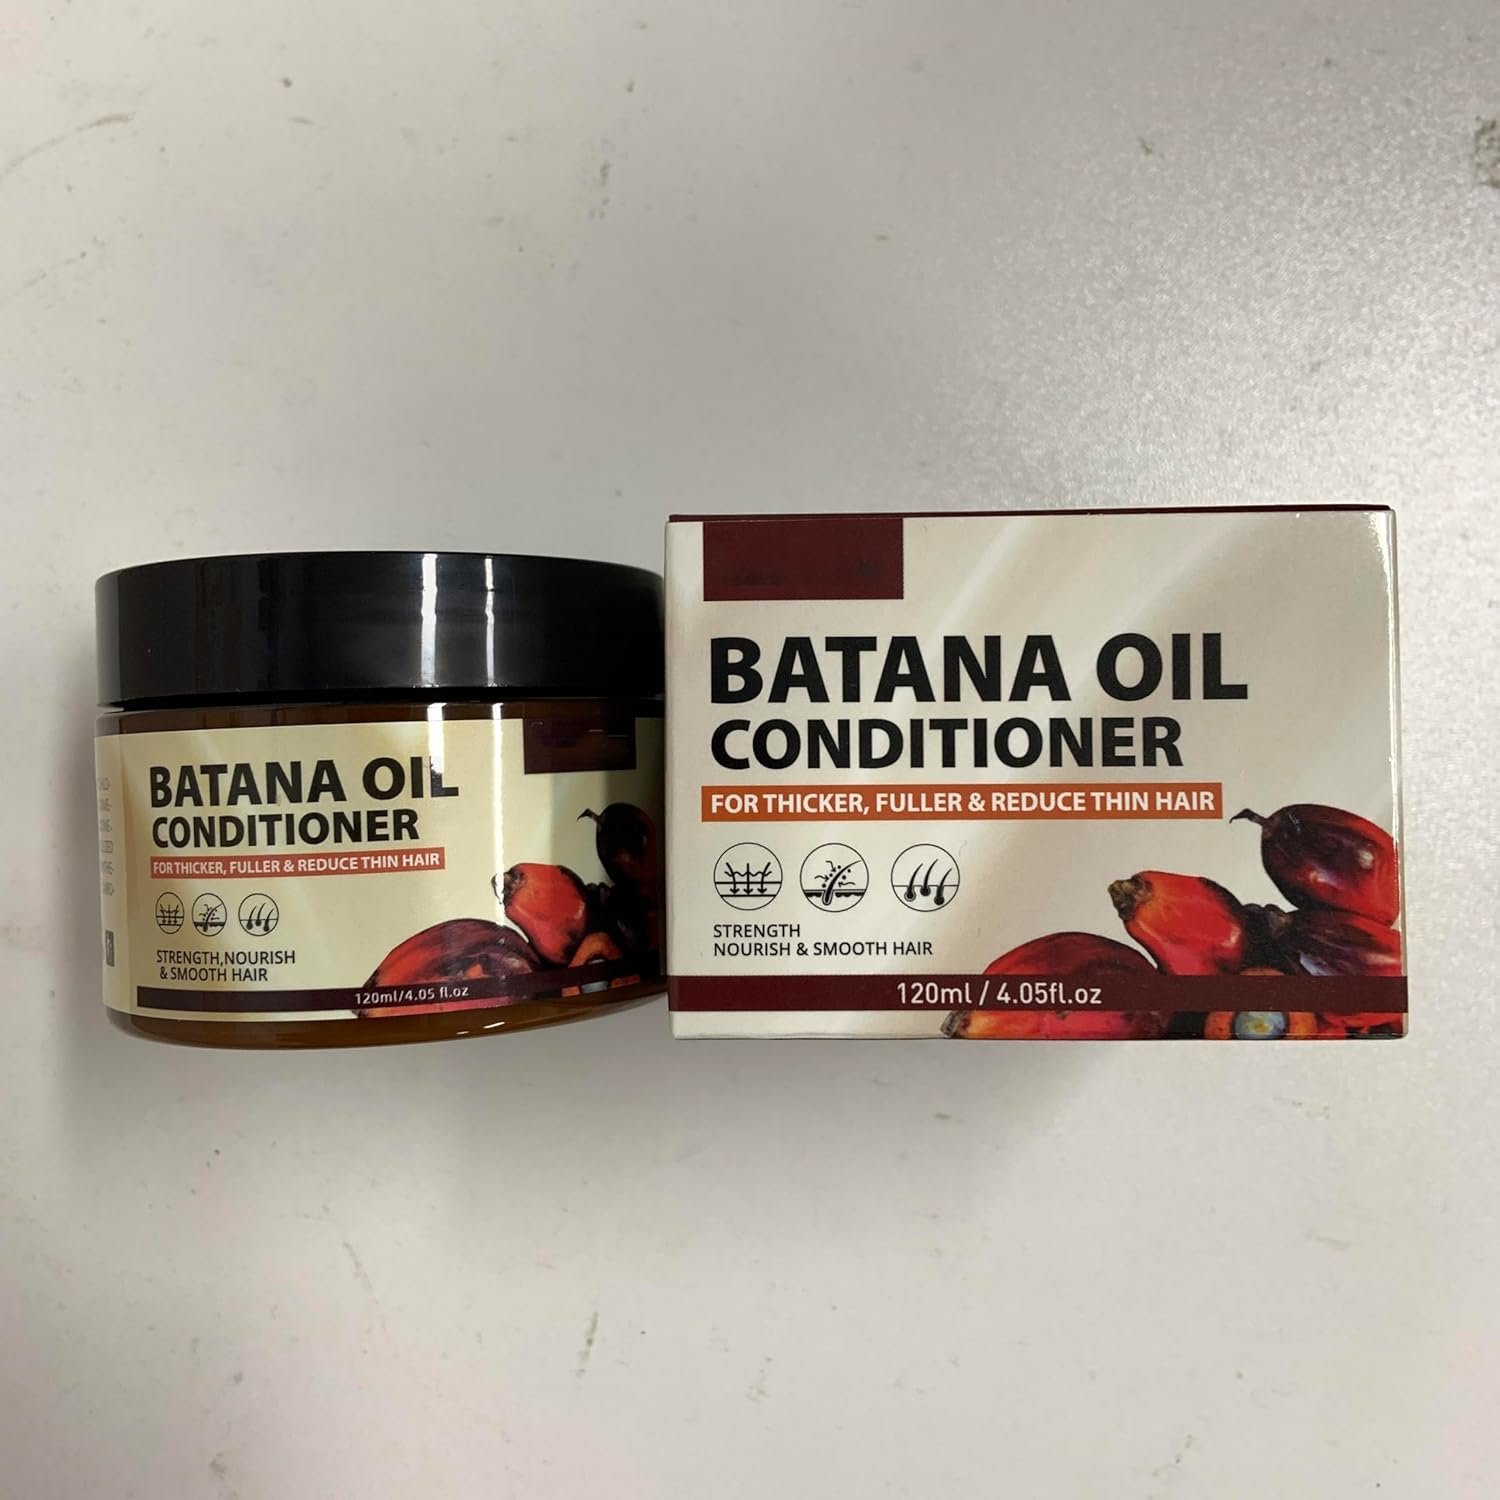 BATANA OIL
CONDITIONER
FOR THICKER, FULLER & REDUCE THIN HAIR
STRENGTH,NOURISH
& SMOOTH HAIR
120ml/4.05 fl.oz
BATANA OIL
CONDITIONER
FOR THICKER, FULLER & REDUCE THIN HAIR
STRENGTH
NOURISH & SMOOTH HAIR
120ml / 4.05fl.oz